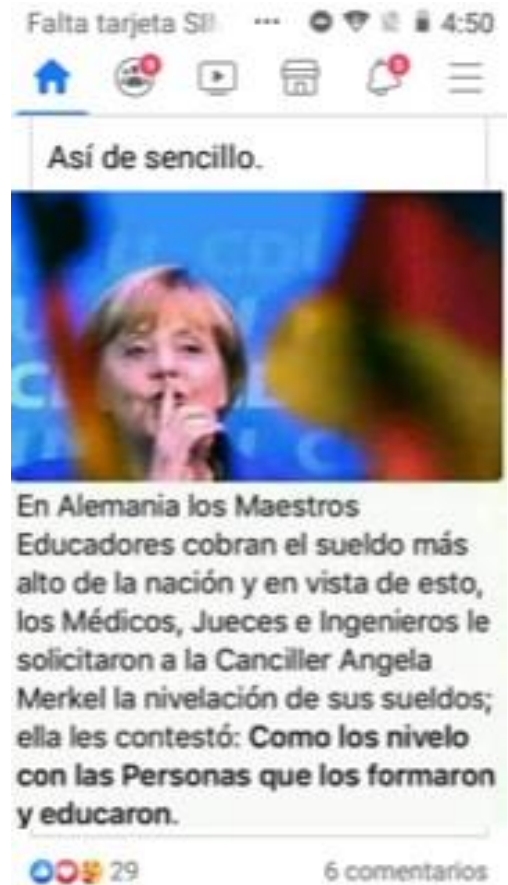 Falta tarjeta SI
4:50
Así de sencillo.
En Alemania los Maestros
Educadores cobran el sueldo más
alto de la nación y en vista de esto,
los Médicos, Jueces e Ingenieros le
solicitaron a la Canciller Angela
Merkel la nivelación de sus sueldos;
ella les contestó: Como los nivelo
con las Personas que los formaron
y educaron.
29
6 comentarios